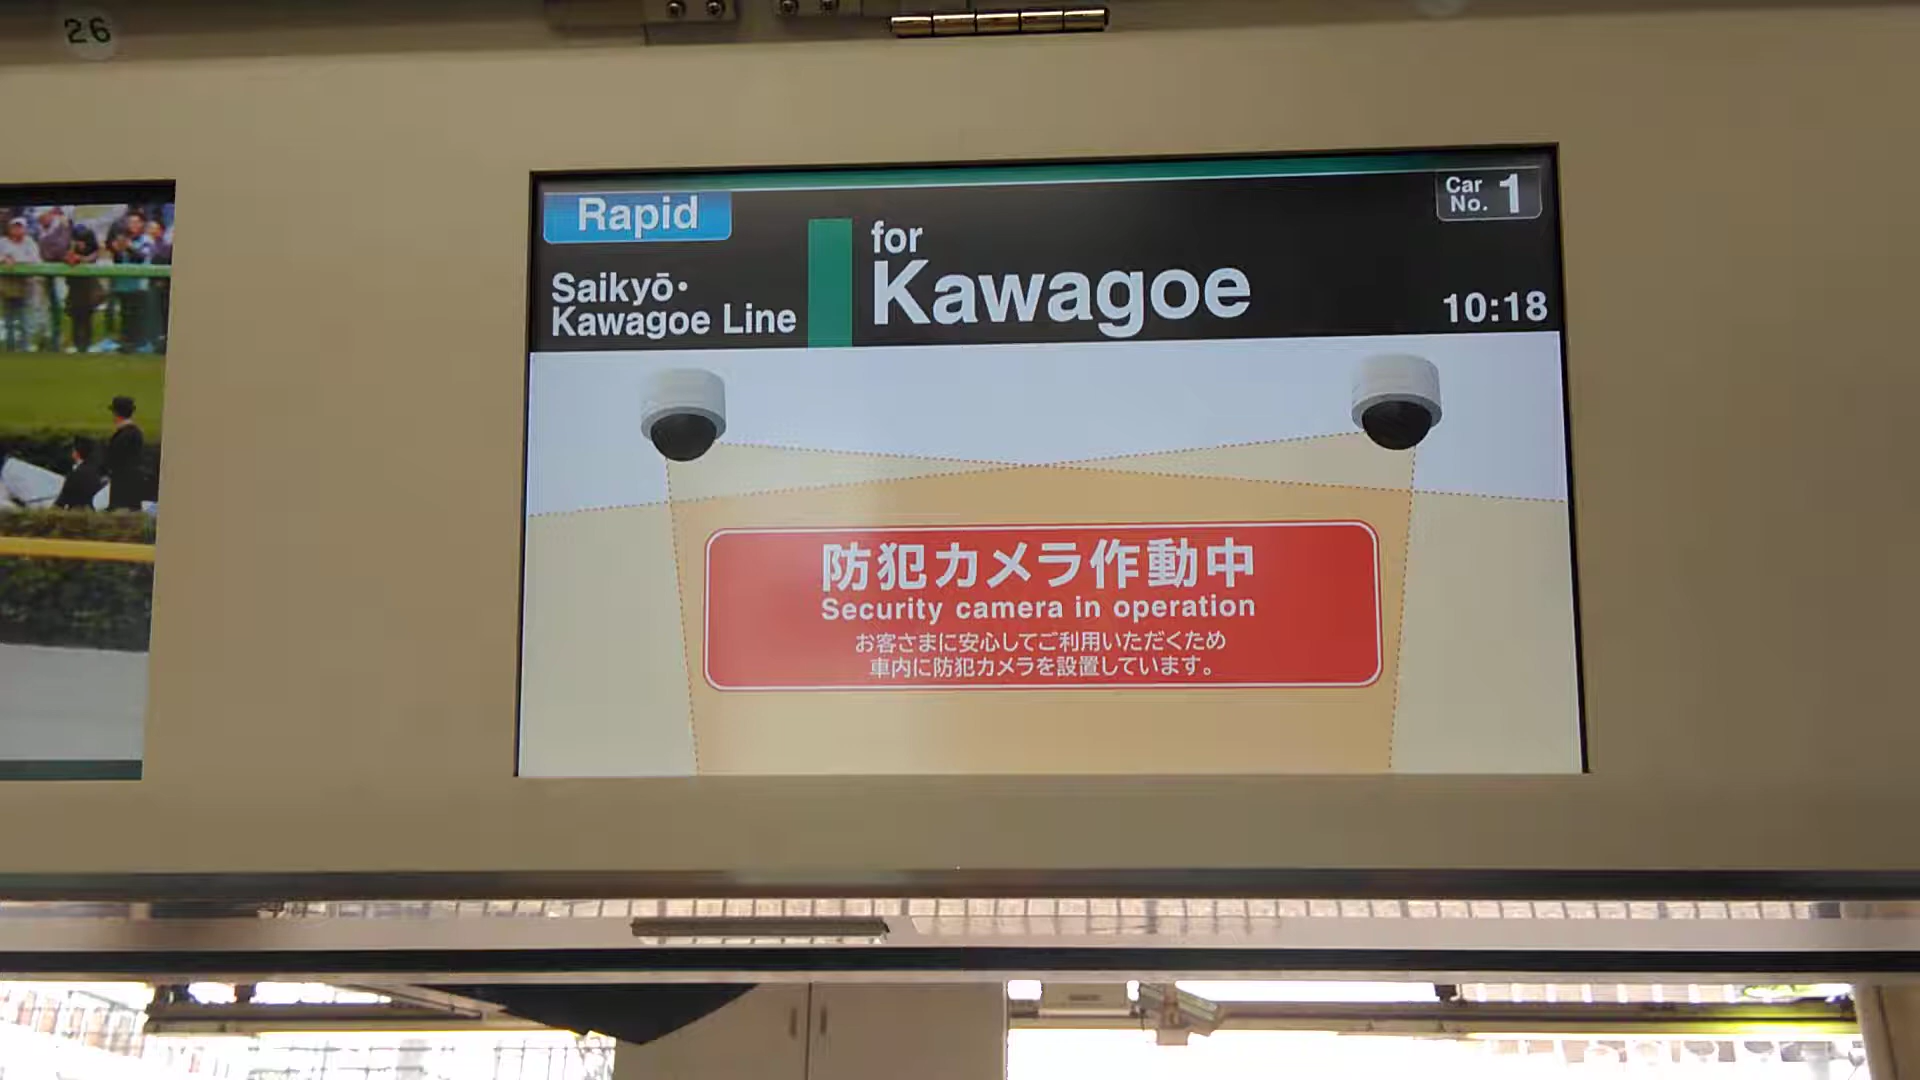 26
Rapid
Saikyō・
Kawagoe Line
for
Kawagoe
Car
No. 1
10:18
防犯カメラ作動中
Security camera in operation
お客さまに安心してご利用いただくため
車内に防犯カメラを設置しています。